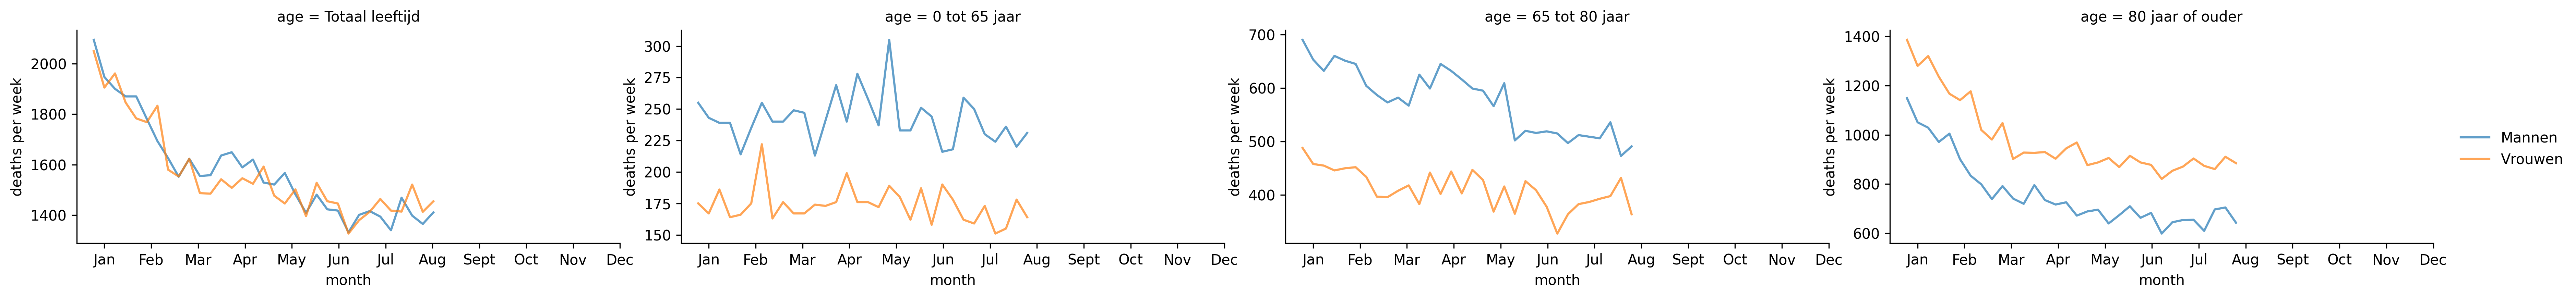 age = Totaal leeftijd
deaths per week
2000
1800
1600
1400
Jan Feb Mar Apr May Jun Jul Aug Sept Oct Nov Dec
month
age = 0 tot 65 jaar
deaths per week
300
275
250
225
200
175
150
Jan Feb Mar Apr May Jun Jul Aug Sept Oct Nov Dec
month
age = 65 tot 80 jaar
deaths per week
700
600
500
400
Jan Feb Mar Apr May Jun Jul Aug Sept Oct Nov Dec
month
age = 80 jaar of ouder
deaths per week
1400
1200
1000
800
600
Jan Feb Mar Apr May Jun Jul Aug Sept Oct Nov Dec
month
Mannen
Vrouwen